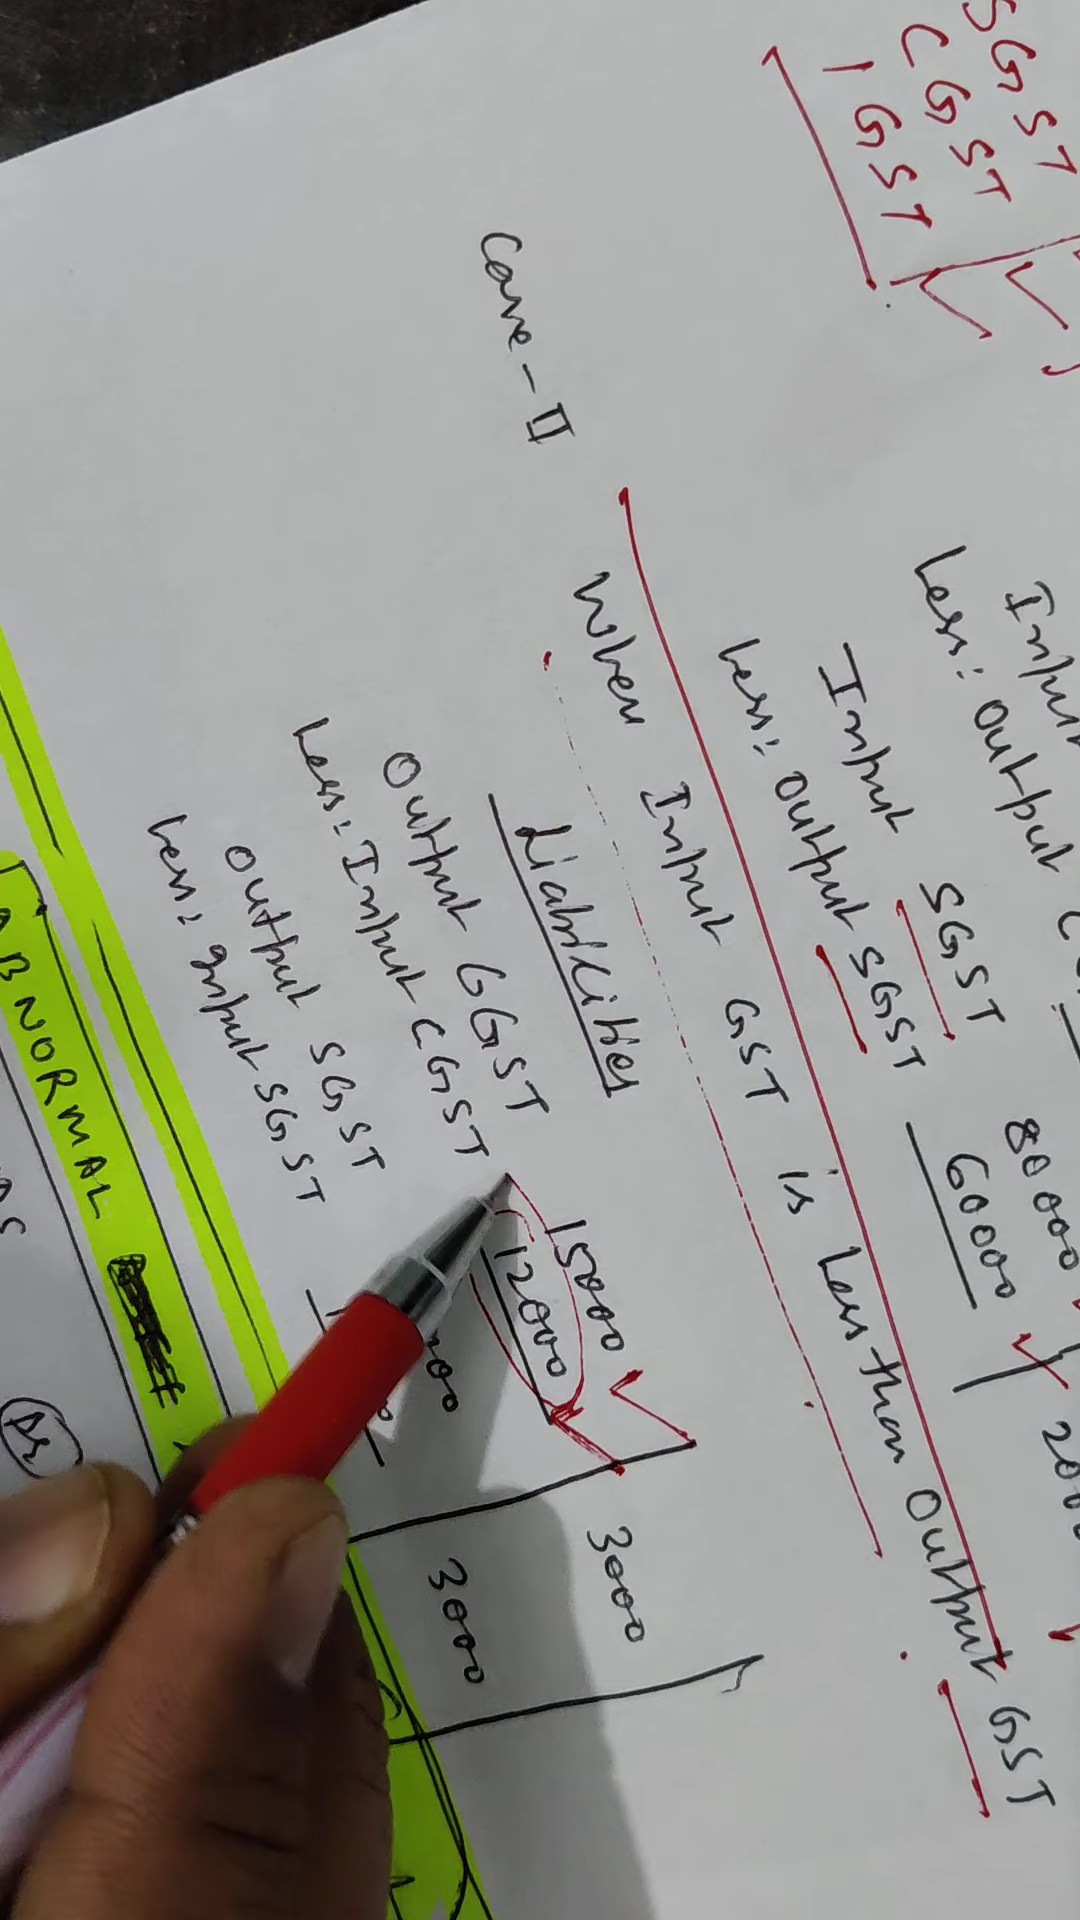 SGST
CGST
IGST
Input
Less: Output
Input SGST 80000
Less: Output SGST 60000
Case-II When Input GST is Less than Output GST
Liabilities
Output GGST 15000
Less: Input CGST 12000 3000
Output SGST
Less: Input SGST 3000
ABNORMAL
Dr